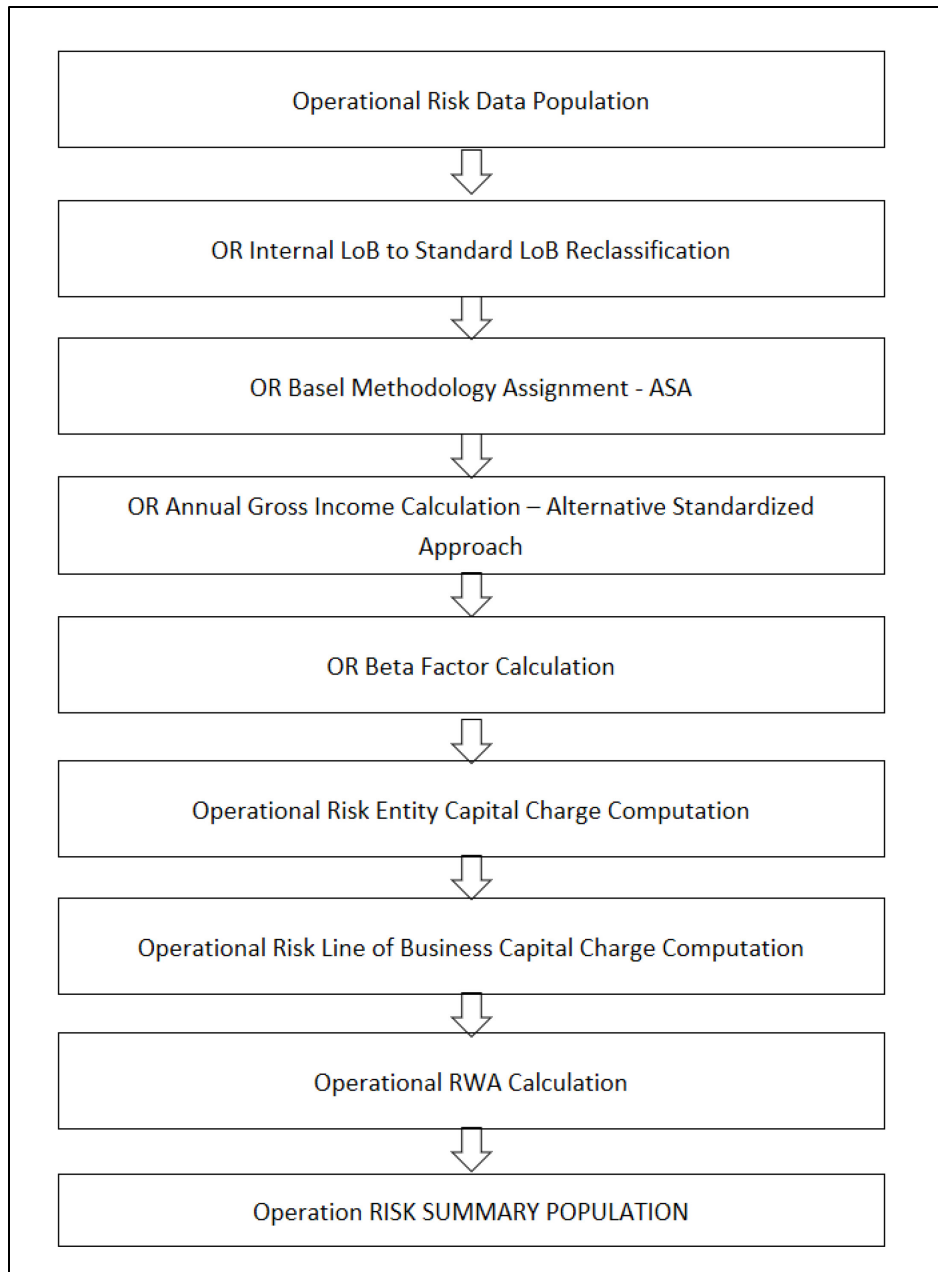 Operational Risk Data Population
OR Internal LoB to Standard LoB Reclassification
OR Basel Methodology Assignment - ASA
OR Annual Gross Income Calculation – Alternative Standardized
Approach
OR Beta Factor Calculation
Operational Risk Entity Capital Charge Computation
Operational Risk Line of Business Capital Charge Computation
Operational RWA Calculation
Operation RISK SUMMARY POPULATION